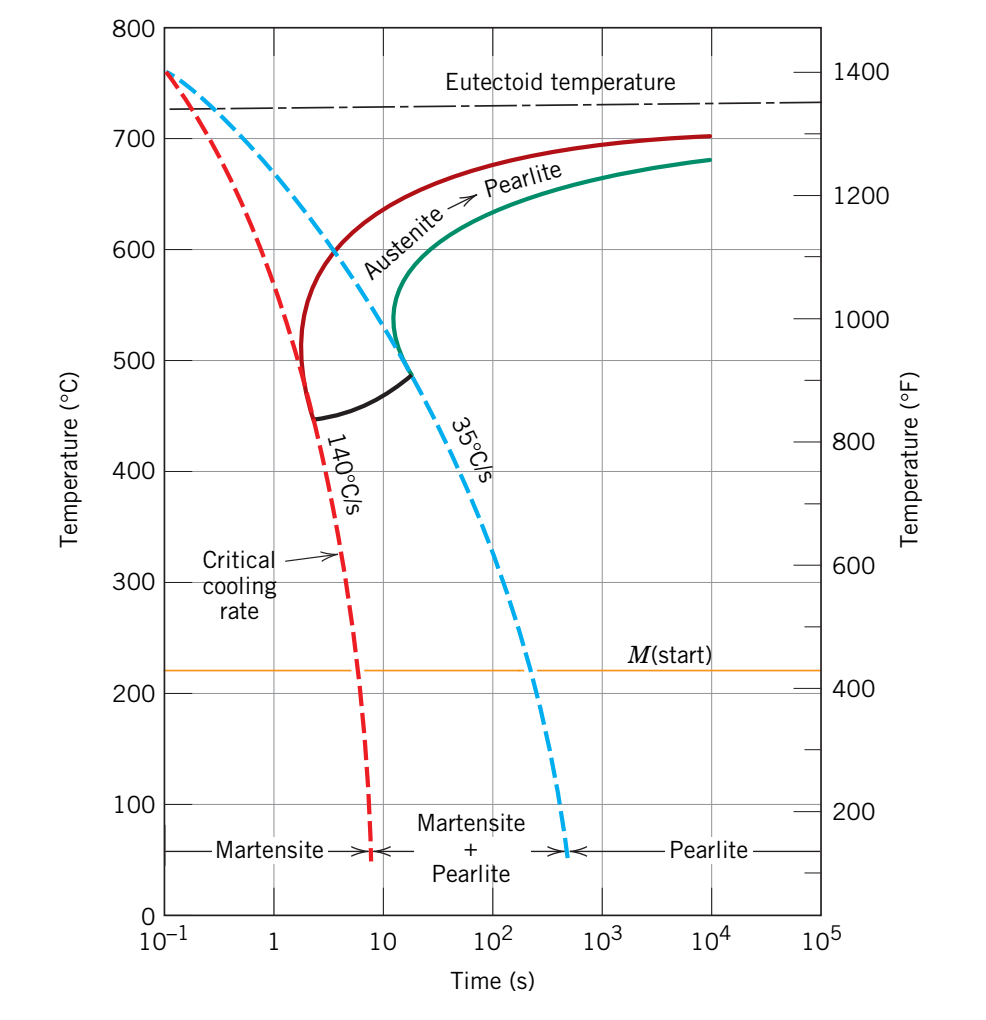 800
700
600
500
400
300
200
100
0
Temperature (°C)
1400
1200
1000
800
600
400
200
Temperature (°F)
Eutectoid temperature
Austenite → Pearlite
140°C/s
35°C/s
Critical
cooling
rate
M(start)
Martensite
Martensite
+
Pearlite
Pearlite
10⁻¹
1
10
10²
10³
10⁴
10⁵
Time (s)